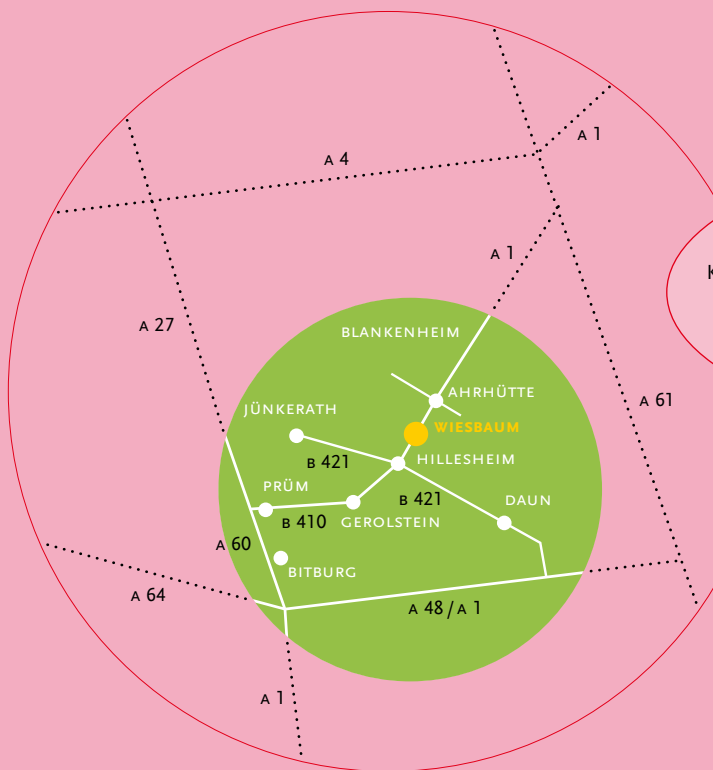 A 1
A 4
A 1
K
A 27
BLANKENHEIM
AHRHÜTTE
A 61
JÜNKERATH
WIESBAUM
B 421
HILLESHEIM
PRÜM
B 421
DAUN
B 410
GEROLSTEIN
A 60
BITBURG
A 64
A 48 / A 1
A 1